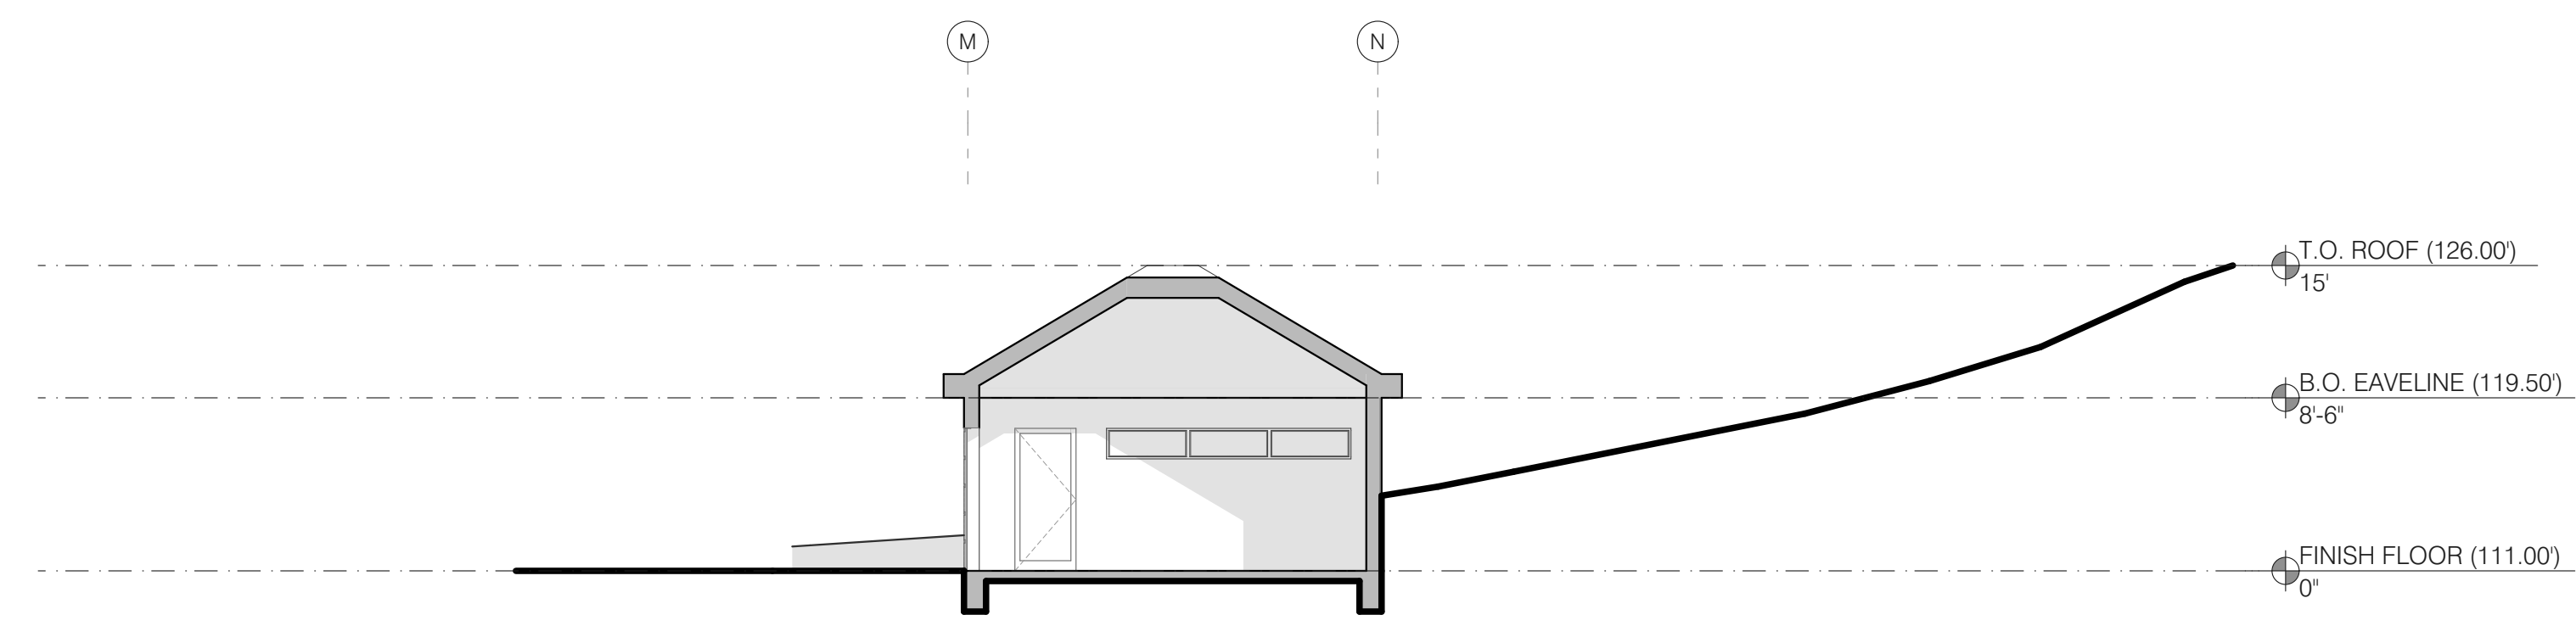 M
N
T.O. ROOF (126.00')
15'
B.O. EAVELINE (119.50')
8'-6"
FINISH FLOOR (111.00')
0"